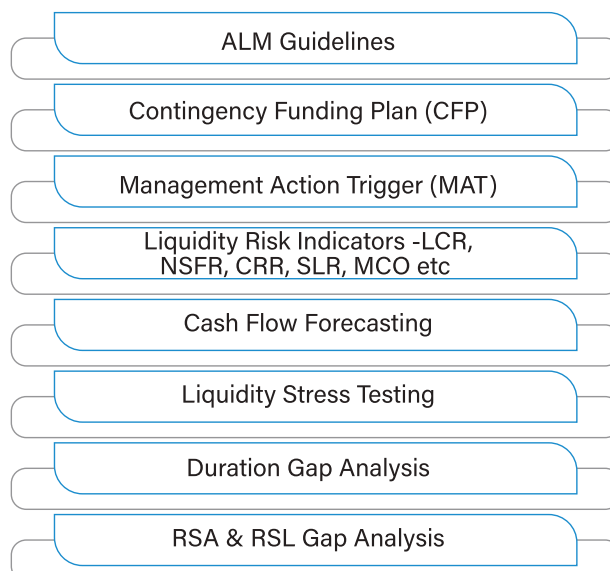 ALM Guidelines
Contingency Funding Plan (CFP)
Management Action Trigger (MAT)
Liquidity Risk Indicators -LCR,
NSFR, CRR, SLR, MCO etc
Cash Flow Forecasting
Liquidity Stress Testing
Duration Gap Analysis
RSA & RSL Gap Analysis